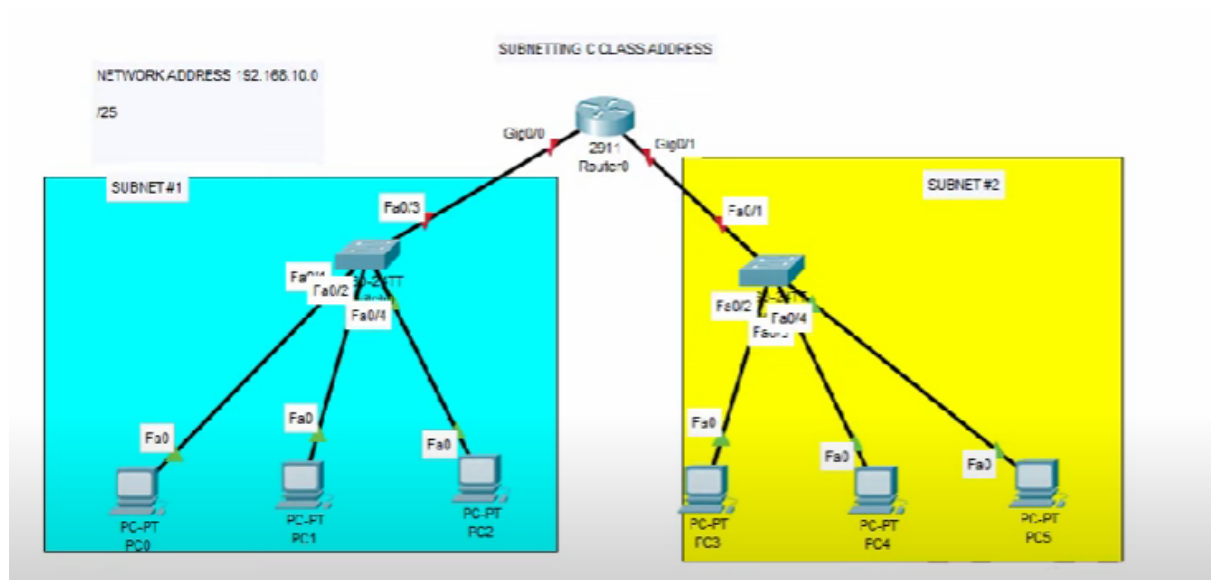 SUBNETTING C CLASS ADDRESS
NETWORK ADDRESS 192.168.10.0
/25
Gig0/0
Gig0/1
2911
Router0
SUBNET #1
SUBNET #2
Fa0/3
Fa0/1
Fa0/2
Fa0/4
Fa0/2
Fa0/4
Fa0
Fa0
Fa0
Fa0
Fa0
Fa0
PC-PT
PC0
PC-PT
PC1
PC-PT
PC2
PC-PT
PC3
PC-PT
PC4
PC-PT
PC5